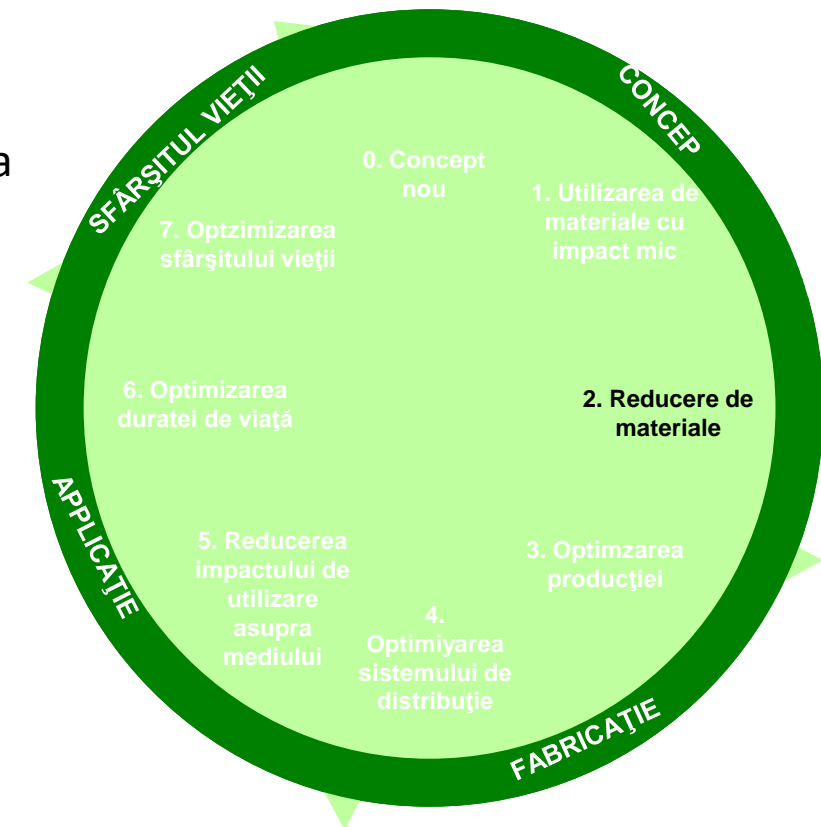 SFÂRŞITUL VIEŢII
CONCEP
a
0. Concept
nou
1. Utilizarea de
materiale cu
impact mic
7. Optzimizarea
sfârşitului vieţii
6. Optimizarea
duratei de viaţă
2. Reducere de
materiale
APPLICAŢIE
5. Reducerea
impactului de
utilizare
asupra
mediului
3. Optimzarea
producţiei
4.
Optimiyarea
sistemului de
distribuţie
FABRICAŢIE